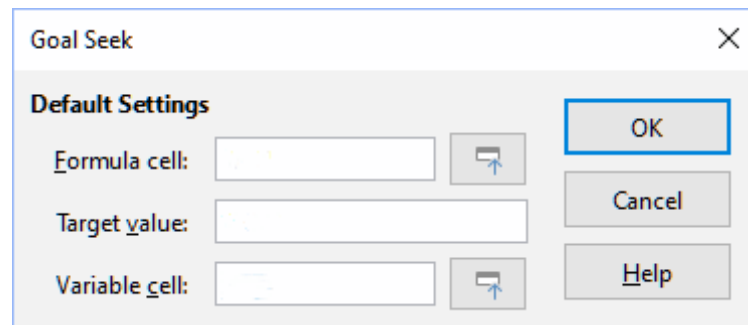 Goal Seek
Default Settings
Formula cell:
Target value:
Variable cell:
OK
Cancel
Help